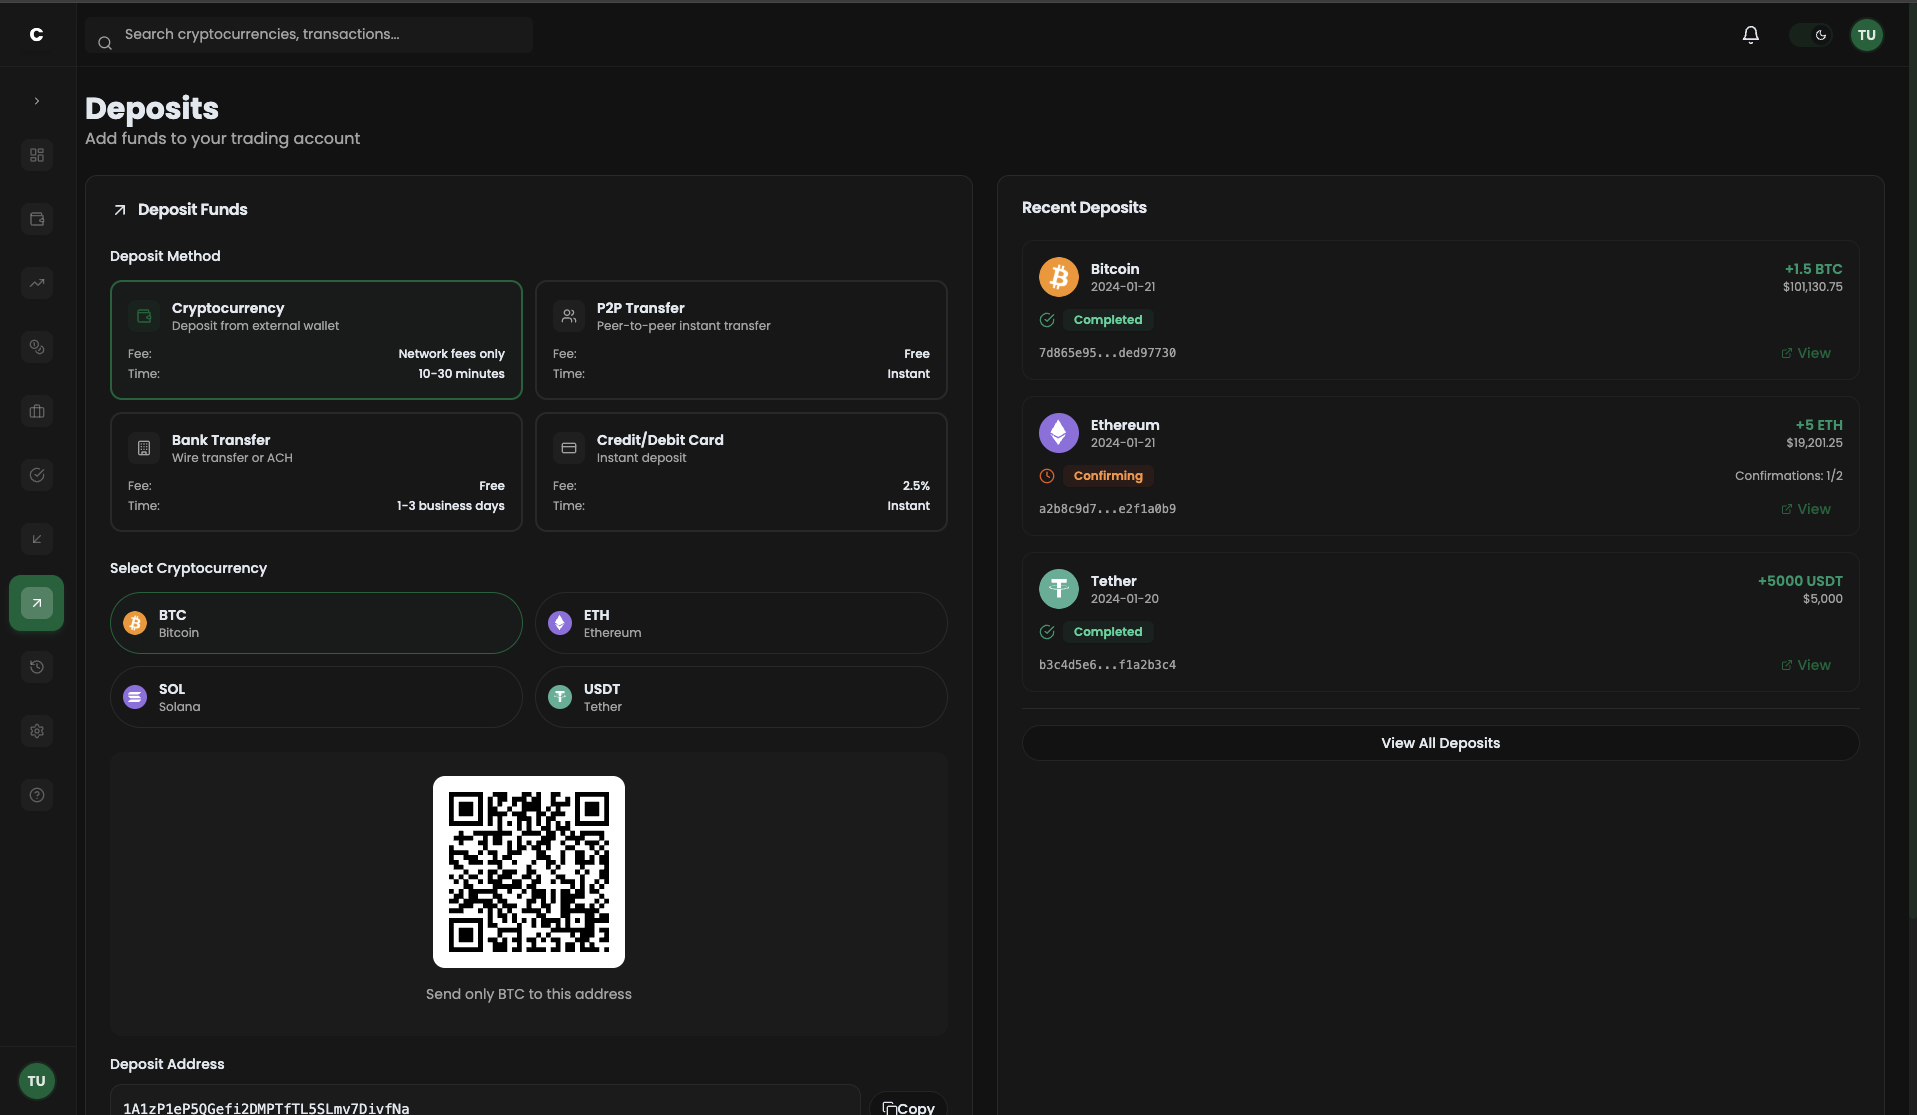 C
Search cryptocurrencies, transactions...
TU
Deposits
Add funds to your trading account
Deposit Funds
Deposit Method
Cryptocurrency
Deposit from external wallet
Fee: Network fees only
Time: 10-30 minutes
P2P Transfer
Peer-to-peer instant transfer
Fee: Free
Time: Instant
Bank Transfer
Wire transfer or ACH
Fee: Free
Time: 1-3 business days
Credit/Debit Card
Instant deposit
Fee: 2.5%
Time: Instant
Select Cryptocurrency
BTC
Bitcoin
ETH
Ethereum
SOL
Solana
USDT
Tether
Send only BTC to this address
Deposit Address
1A1zP1eP5QGefi2DMPTfTL5SLmv7DivfNa
Copy
Recent Deposits
Bitcoin +1.5 BTC
2024-01-21 $101,130.75
Completed
7d865e95...ded97730 View
Ethereum +5 ETH
2024-01-21 $19,201.25
Confirming Confirmations: 1/2
a2b8c9d7...e2f1a0b9 View
Tether +5000 USDT
2024-01-20 $5,000
Completed
b3c4d5e6...f1a2b3c4 View
View All Deposits
TU